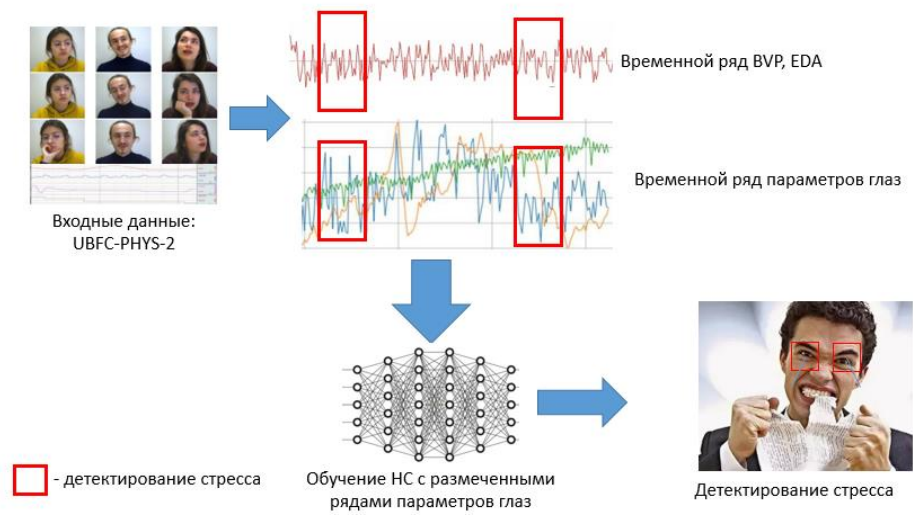 Временной ряд BVP, EDA
Временной ряд параметров глаз
Входные данные:
UBFC-PHYS-2
- детектирование стресса
Обучение НС с размеченными
рядами параметров глаз
Детектирование стресса